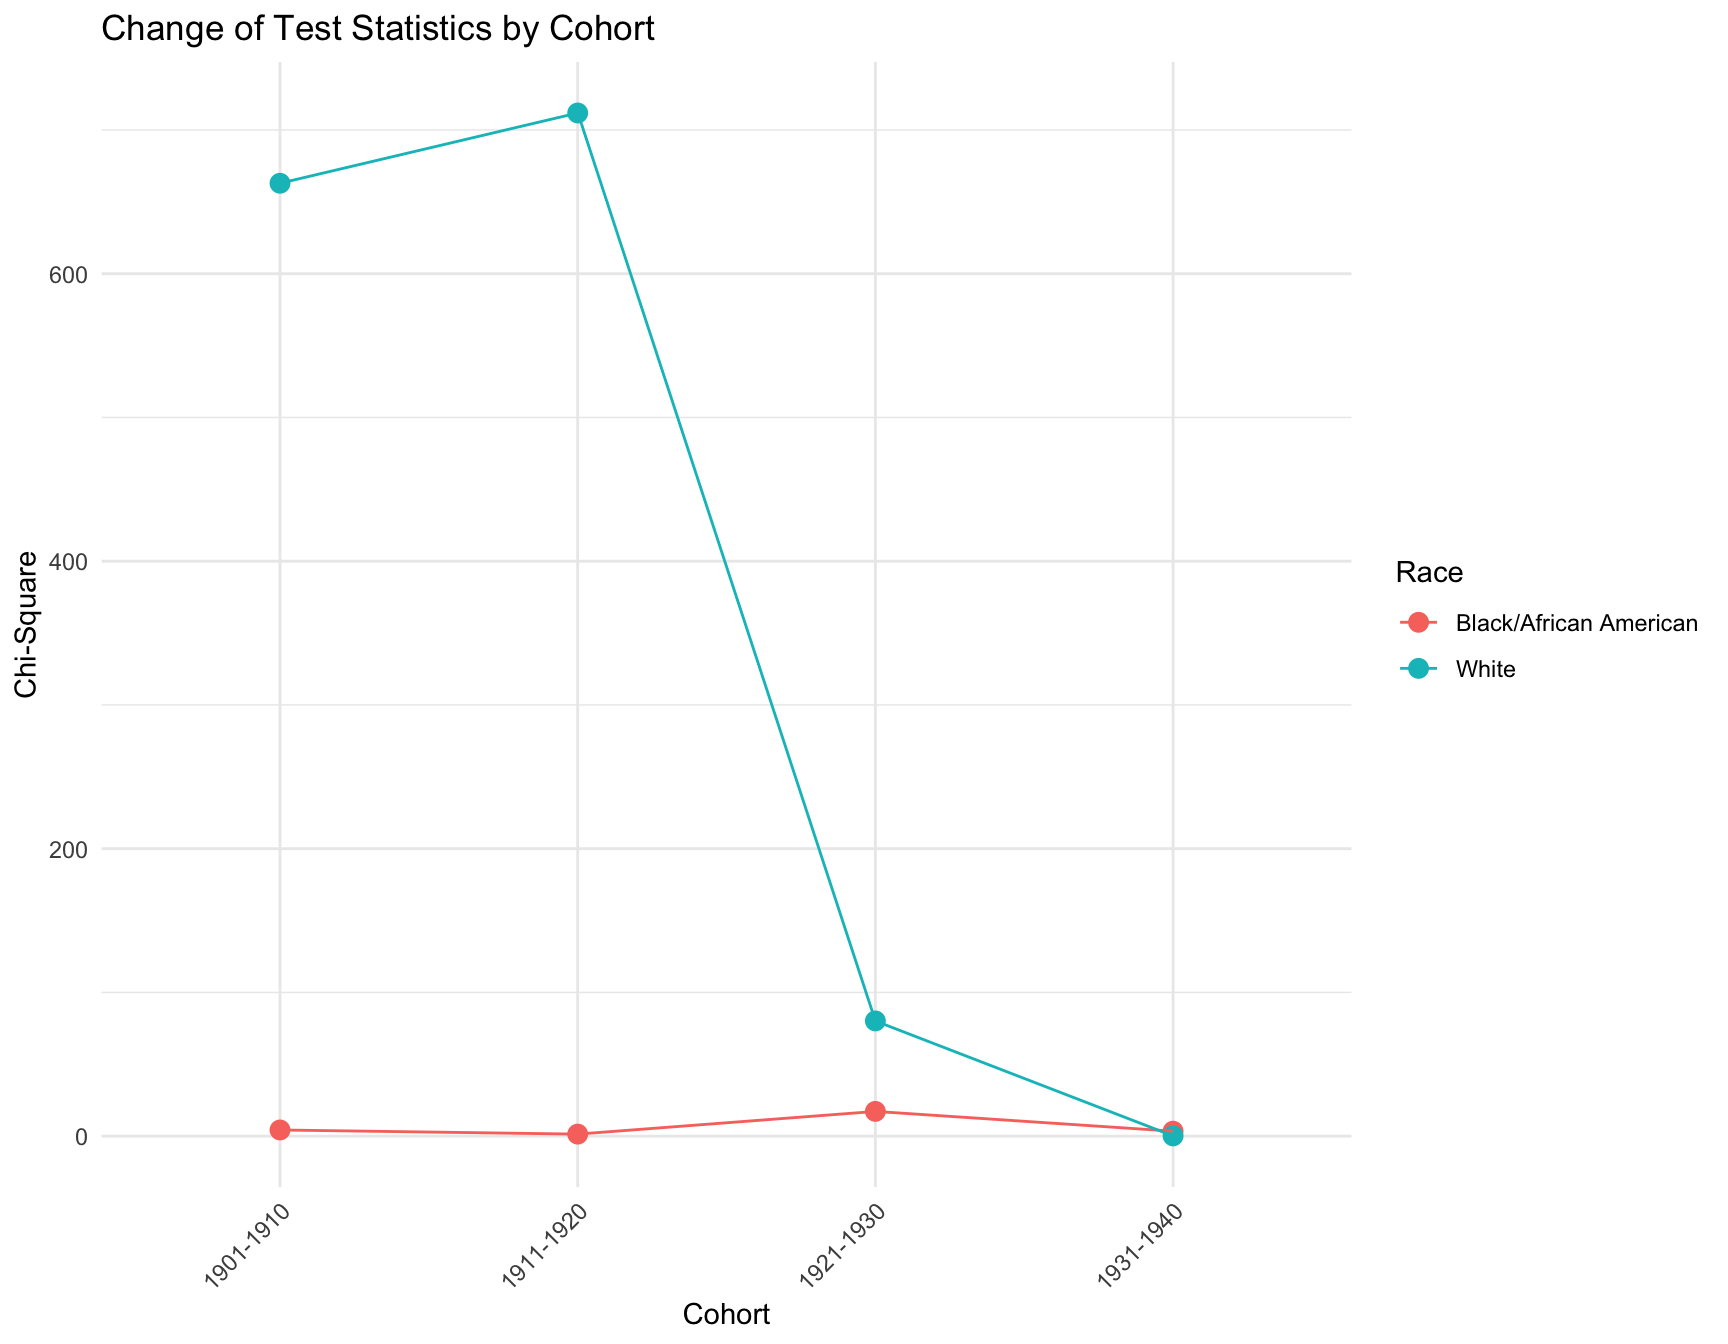 Change of Test Statistics by Cohort
Chi-Square
600
400
200
0
1901-1910
1911-1920
1921-1930
1931-1940
Cohort
Race
Black/African American
White